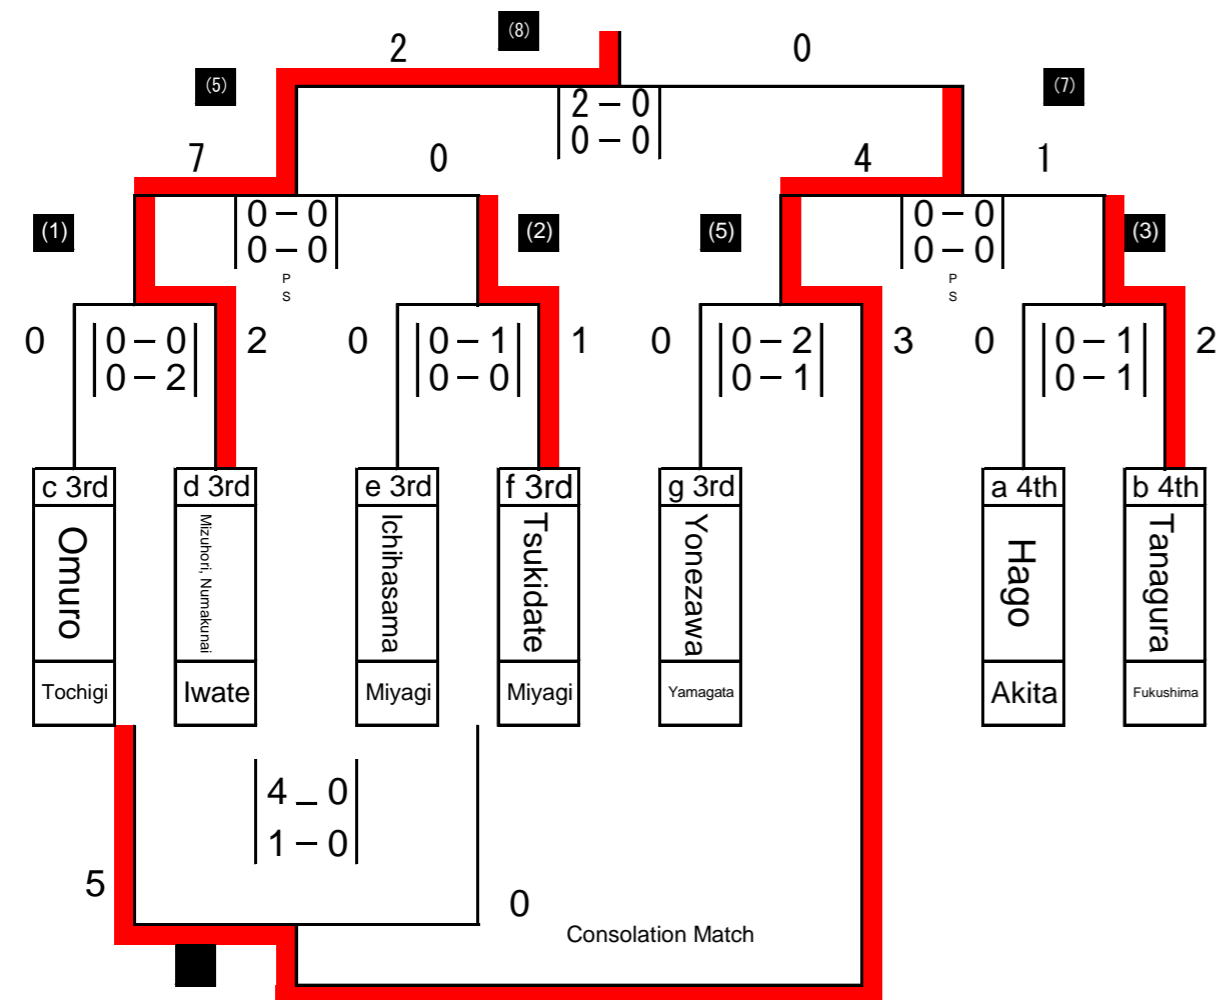 (8)
2
0
(5)
(7)
2 − 0
0 − 0
7
0
4
1
(1)
0 − 0
0 − 0
P
S
(2)
(5)
0 − 0
0 − 0
P
S
(3)
0
0 − 0
0 − 2
2
0
0 − 1
0 − 0
1
0
0 − 2
0 − 1
3
0
0 − 1
0 − 1
2
c 3rd
d 3rd
e 3rd
f 3rd
g 3rd
a 4th
b 4th
Omuro
Mizuhori, Numakunai
Ichihasama
Tsukidate
Yonezawa
Hago
Tanagura
Tochigi
Iwate
Miyagi
Miyagi
Yamagata
Akita
Fukushima
4 _ 0
1 − 0
5
0
Consolation Match